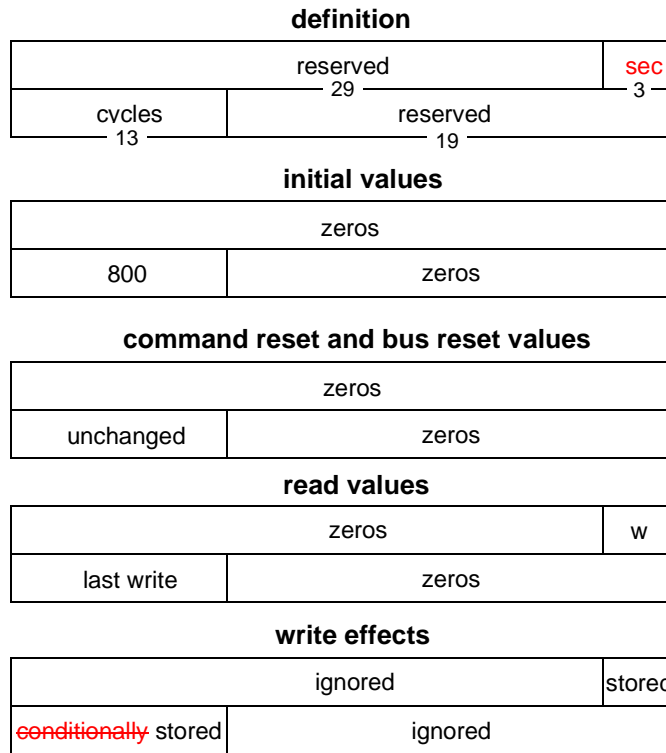 definition
reserved sec
29 3
cycles reserved
13 19
initial values
zeros
800 zeros
command reset and bus reset values
zeros
unchanged zeros
read values
zeros w
last write zeros
write effects
ignored stored
conditionally stored ignored